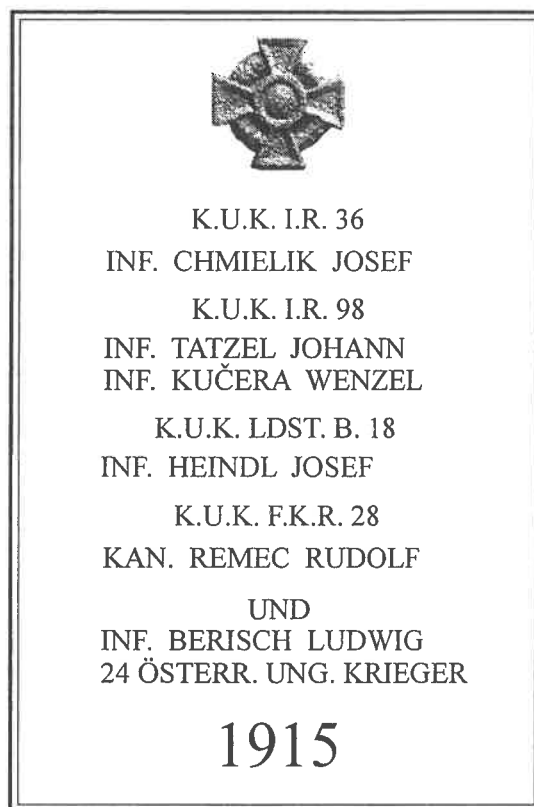 K.U.K. I.R. 36
INF. CHMIELIK JOSEF
K.U.K. I.R. 98
INF. TATZEL JOHANN
INF. KUČERA WENZEL
K.U.K. LDST. B. 18
INF. HEINDL JOSEF
K.U.K. F.K.R. 28
KAN. REMEC RUDOLF
UND
INF. BERISCH LUDWIG
24 ÖSTERR. UNG. KRIEGER
1915